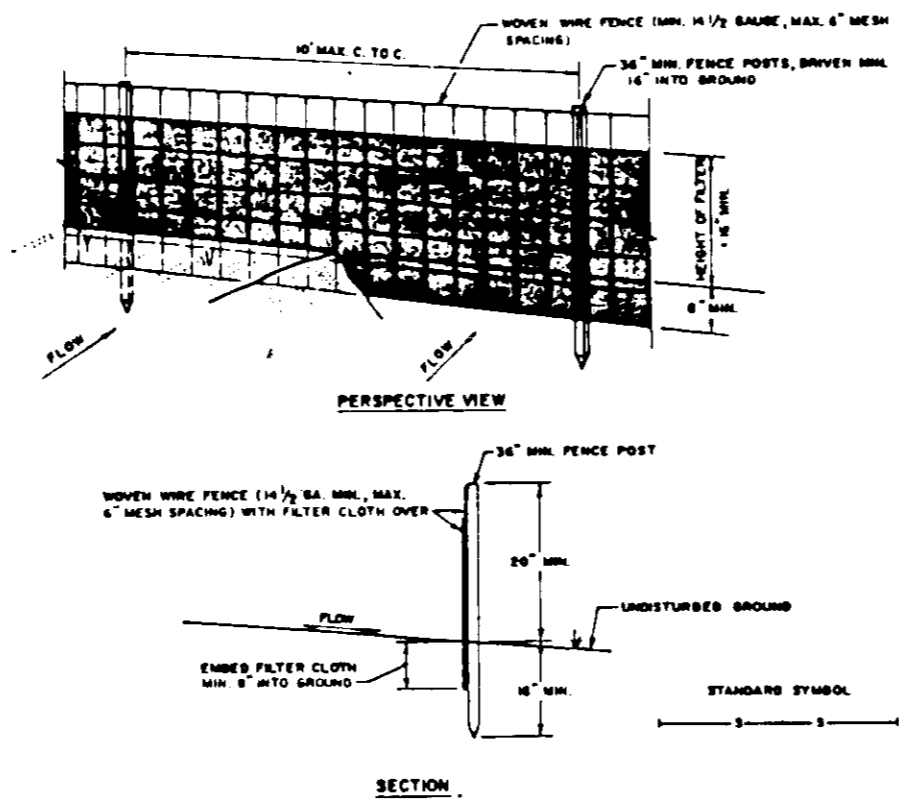 WOVEN WIRE FENCE (MIN. 14 1/2 GAUGE, MAX. 6" MESH
SPACING)
10' MAX. C. TO C.
36" MIN. FENCE POSTS, DRIVEN MIN.
16" INTO GROUND
HEIGHT OF FILTER
= 16" MIN.
8" MIN.
FLOW
FLOW
PERSPECTIVE VIEW
36" MIN. FENCE POST
WOVEN WIRE FENCE (14 1/2 GA. MIN., MAX.
6" MESH SPACING) WITH FILTER CLOTH OVER
20" MIN.
UNDISTURBED GROUND
FLOW
EMBED FILTER CLOTH
MIN. 8" INTO GROUND
16" MIN.
STANDARD SYMBOL
S S
SECTION